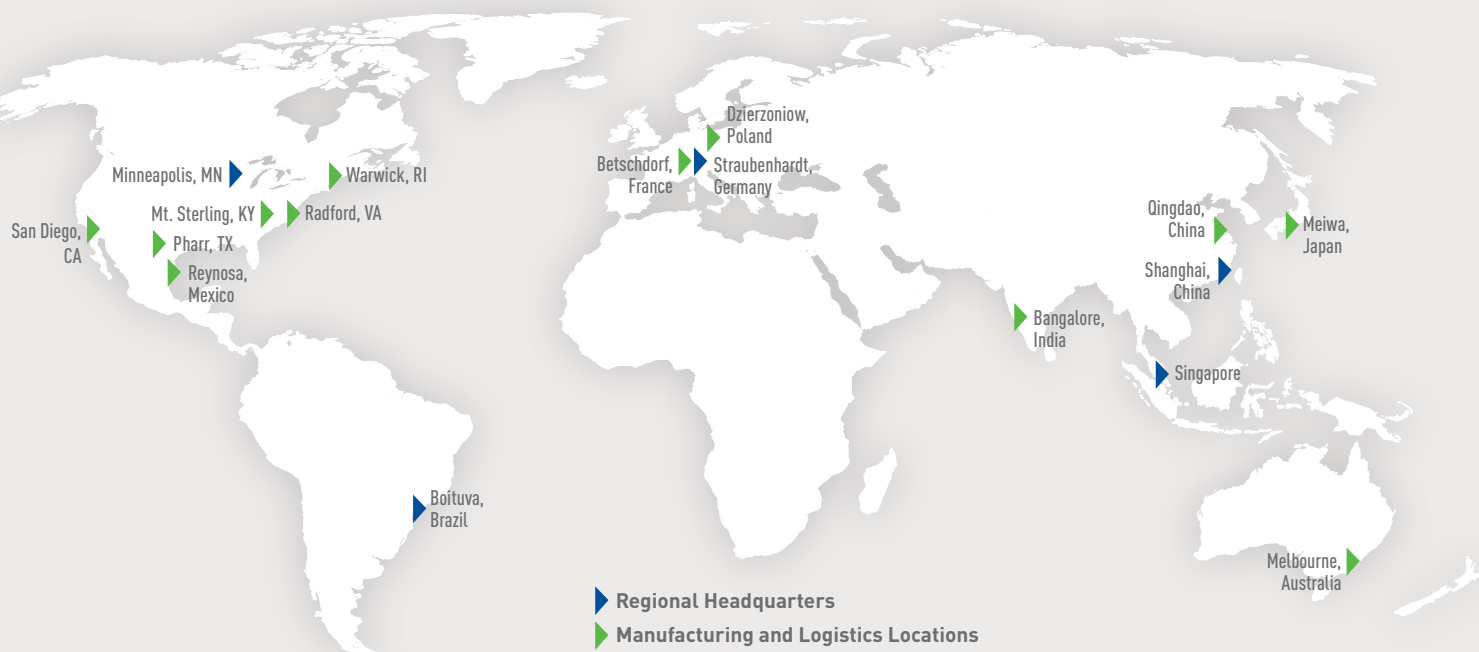 Minneapolis, MN
Warwick, RI
Mt. Sterling, KY
Radford, VA
San Diego,
CA
Pharr, TX
Reynosa,
Mexico
Boituva,
Brazil
Dzierzoniow,
Poland
Betschdorf,
France
Straubenhardt,
Germany
Qingdao,
China
Meiwa,
Japan
Shanghai,
China
Bangalore,
India
Singapore
Melbourne,
Australia
Regional Headquarters
Manufacturing and Logistics Locations